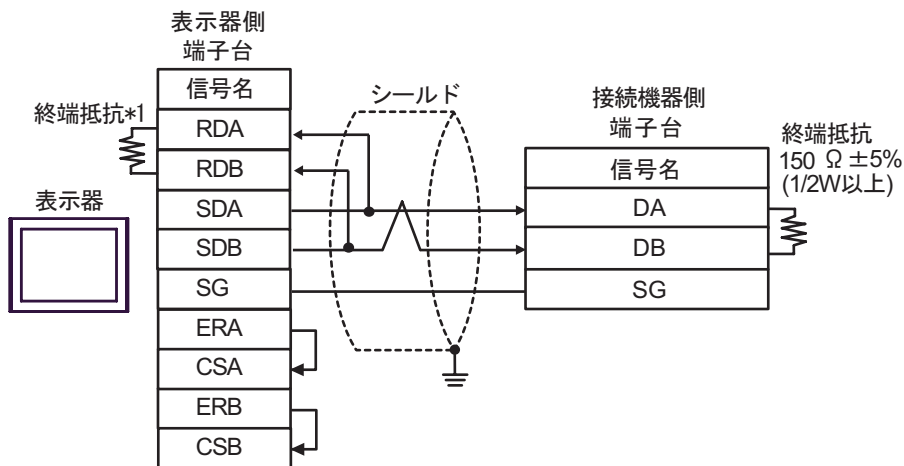 表示器側
端子台
信号名
終端抵抗*1
RDA
RDB
SDA
SDB
SG
ERA
CSA
ERB
CSB
表示器
シールド
接続機器側
端子台
信号名
DA
DB
SG
終端抵抗
150 Ω ±5%
(1/2W以上)